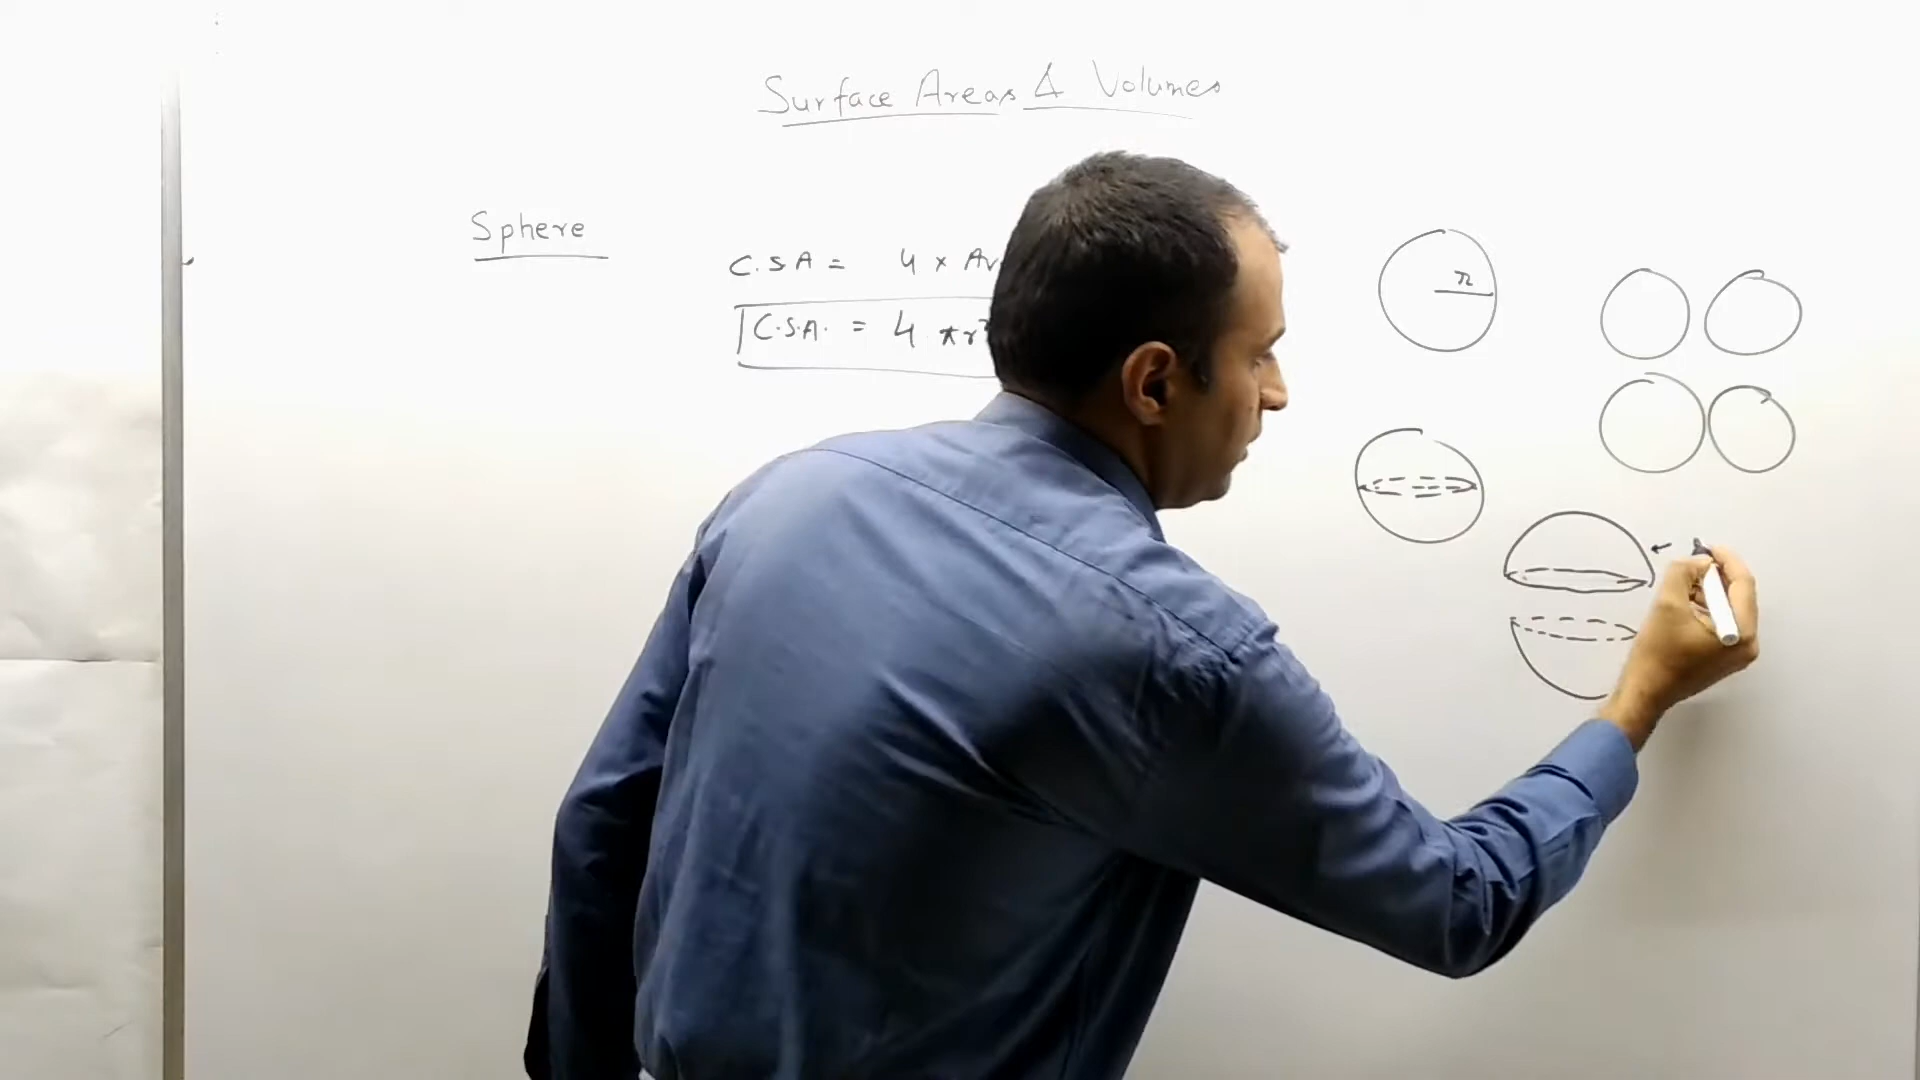 Surface Areas & Volumes
Sphere
C.S.A = 4 ×
C.S.A. = 4 πr²
r